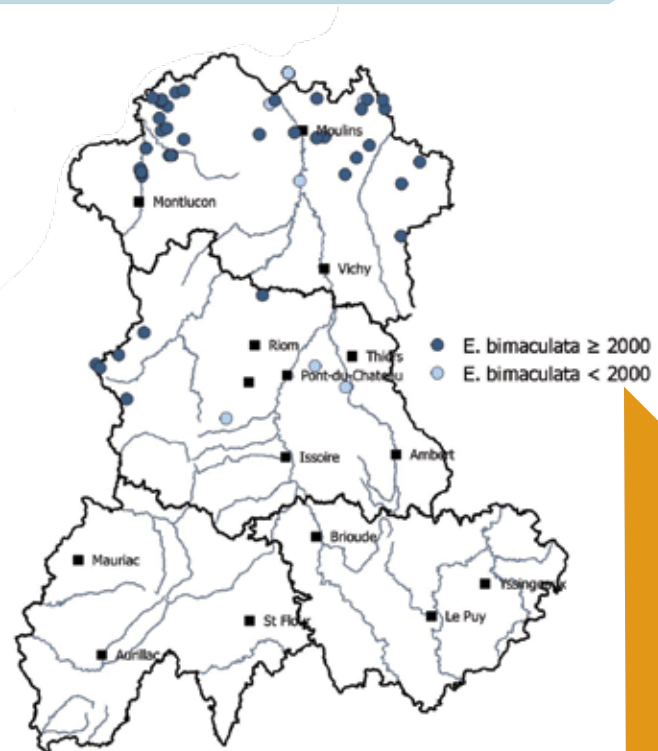 Moulins
Montlucon
Vichy
Riom
Thiers
Pont-du-Chateau
E. bimaculata ≥ 2000
E. bimaculata < 2000
Issoire
Ambert
Brioude
Mauriac
Yssingeaux
St Flour
Le Puy
Aurillac